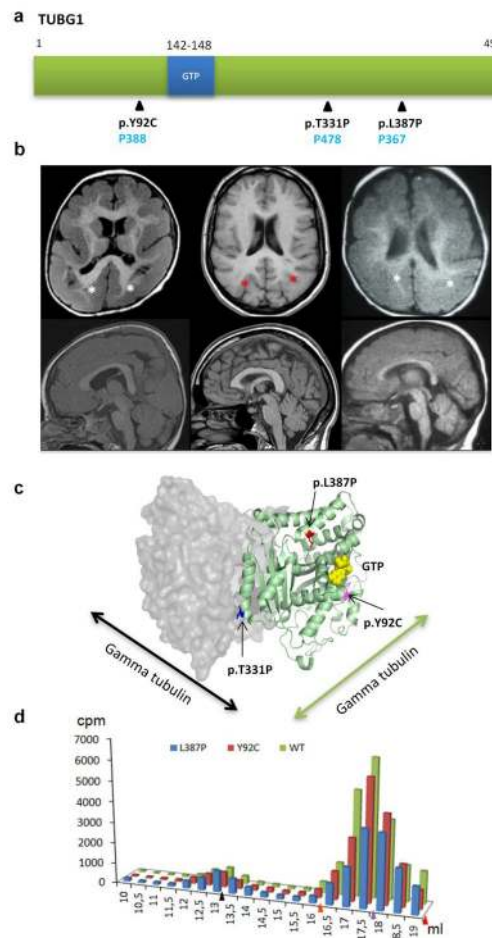 a TUBG1
1 142-148 45
GTP
p.Y92C p.T331P p.L387P
P388 P478 P367
b
c
p.L387P
GTP
p.Y92C
p.T331P
Gamma tubulin Gamma tubulin
d
cpm
7000
L387P Y92C WT
6000
5000
4000
3000
2000
1000
0
10 10,5 11 11,5 12 12,5 13 13,5 14 14,5 15 15,5 16 16,5 17 17,5 18 8,5 19 ml